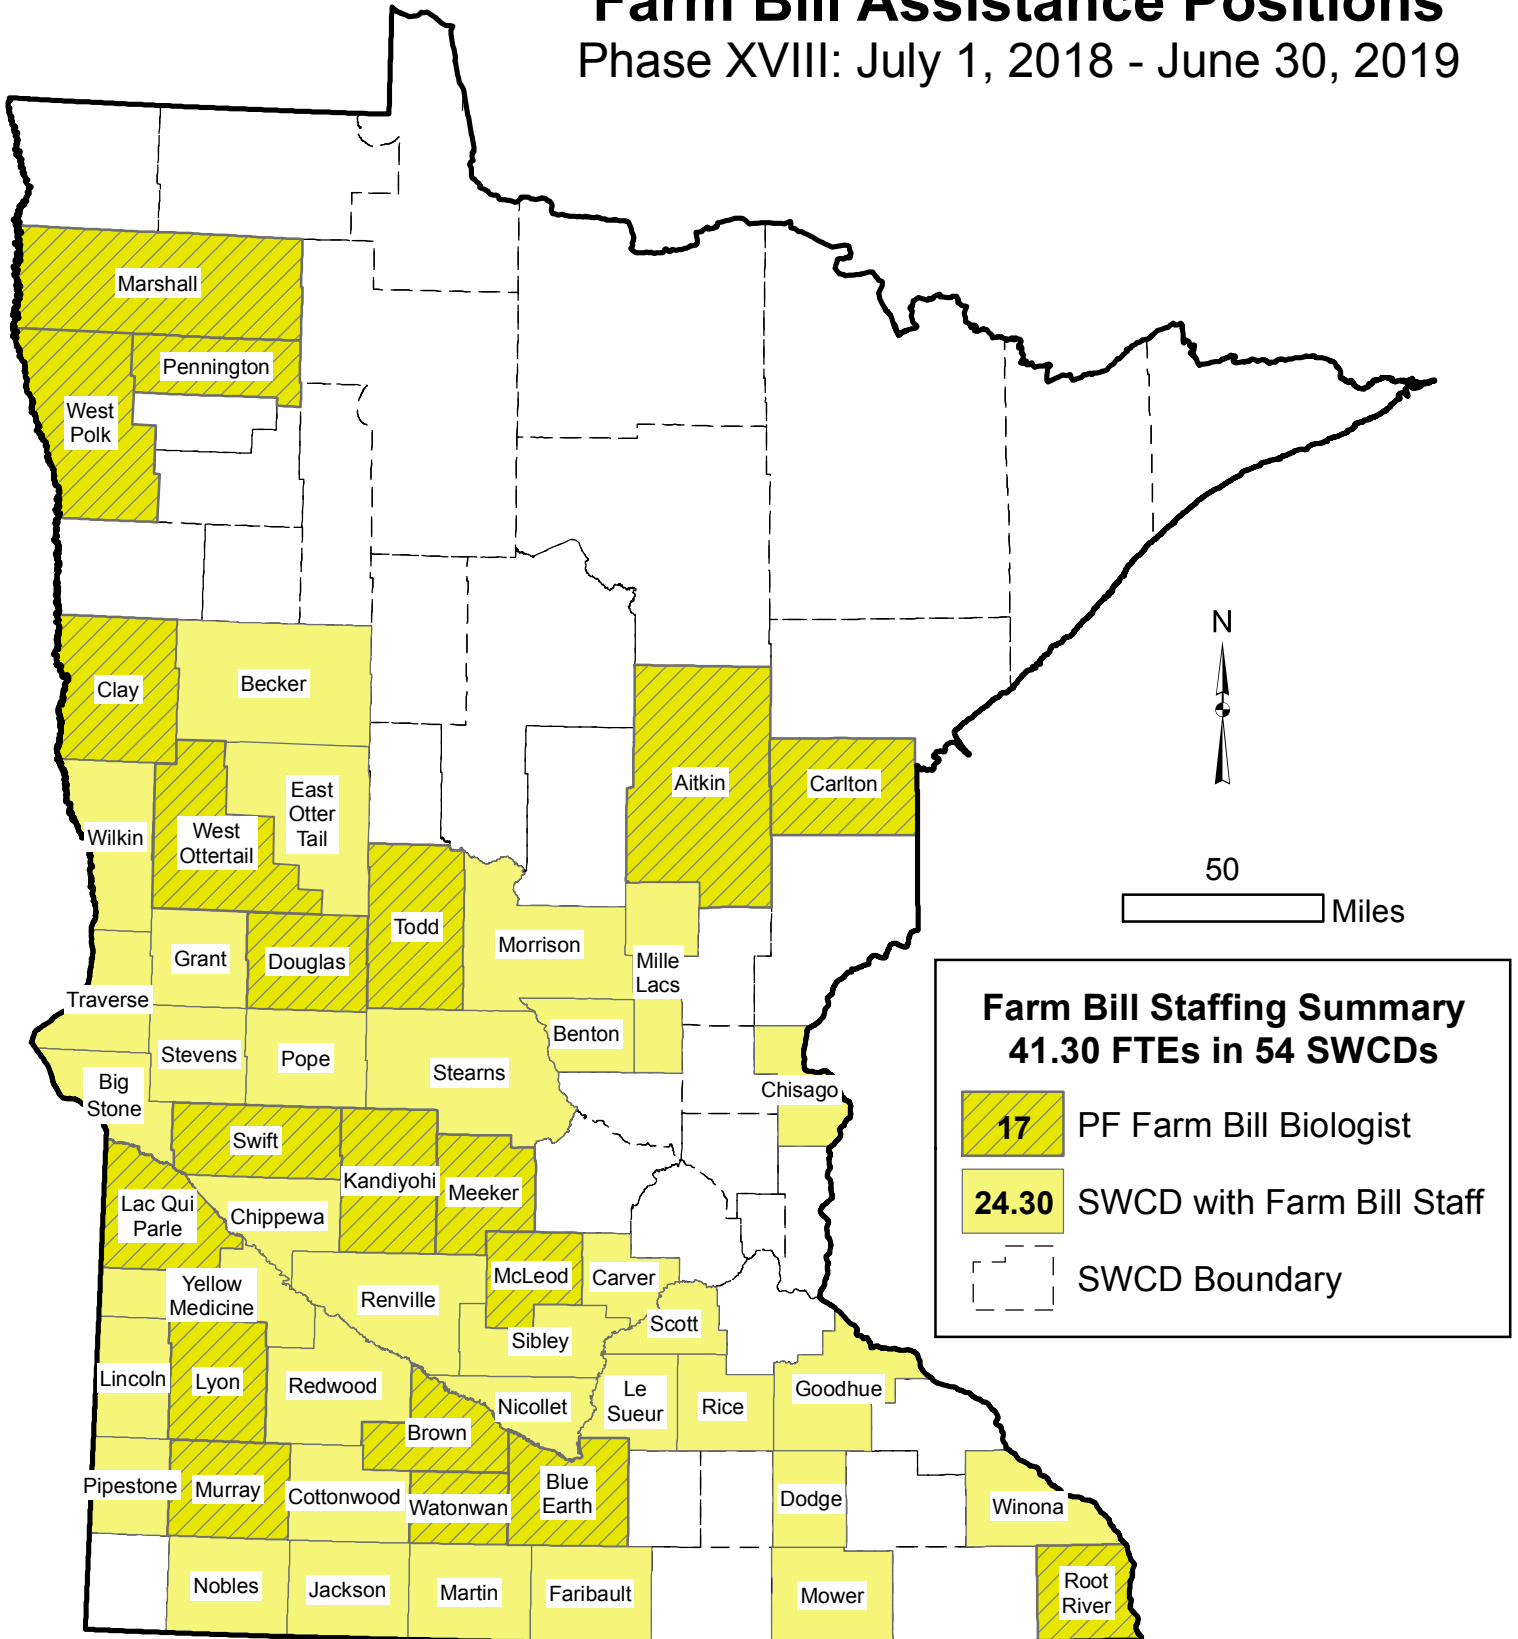 Farm Bill Assistance Positions
Phase XVIII: July 1, 2018 - June 30, 2019
Marshall
Pennington
West
Polk
Clay
Becker
East
Otter
Tail
West
Ottertail
Wilkin
Aitkin
Carlton
N
50
Miles
Todd
Morrison
Grant
Douglas
Mille
Lacs
Traverse
Benton
Stevens
Pope
Stearns
Big
Stone
Chisago
Farm Bill Staffing Summary
41.30 FTEs in 54 SWCDs
17 PF Farm Bill Biologist
24.30 SWCD with Farm Bill Staff
SWCD Boundary
Swift
Kandiyohi
Meeker
Lac Qui
Parle
Chippewa
McLeod
Carver
Yellow
Medicine
Renville
Scott
Sibley
Lincoln
Lyon
Redwood
Nicollet
Le
Sueur
Rice
Goodhue
Brown
Pipestone
Murray
Cottonwood
Watonwan
Blue
Earth
Dodge
Winona
Nobles
Jackson
Martin
Faribault
Mower
Root
River